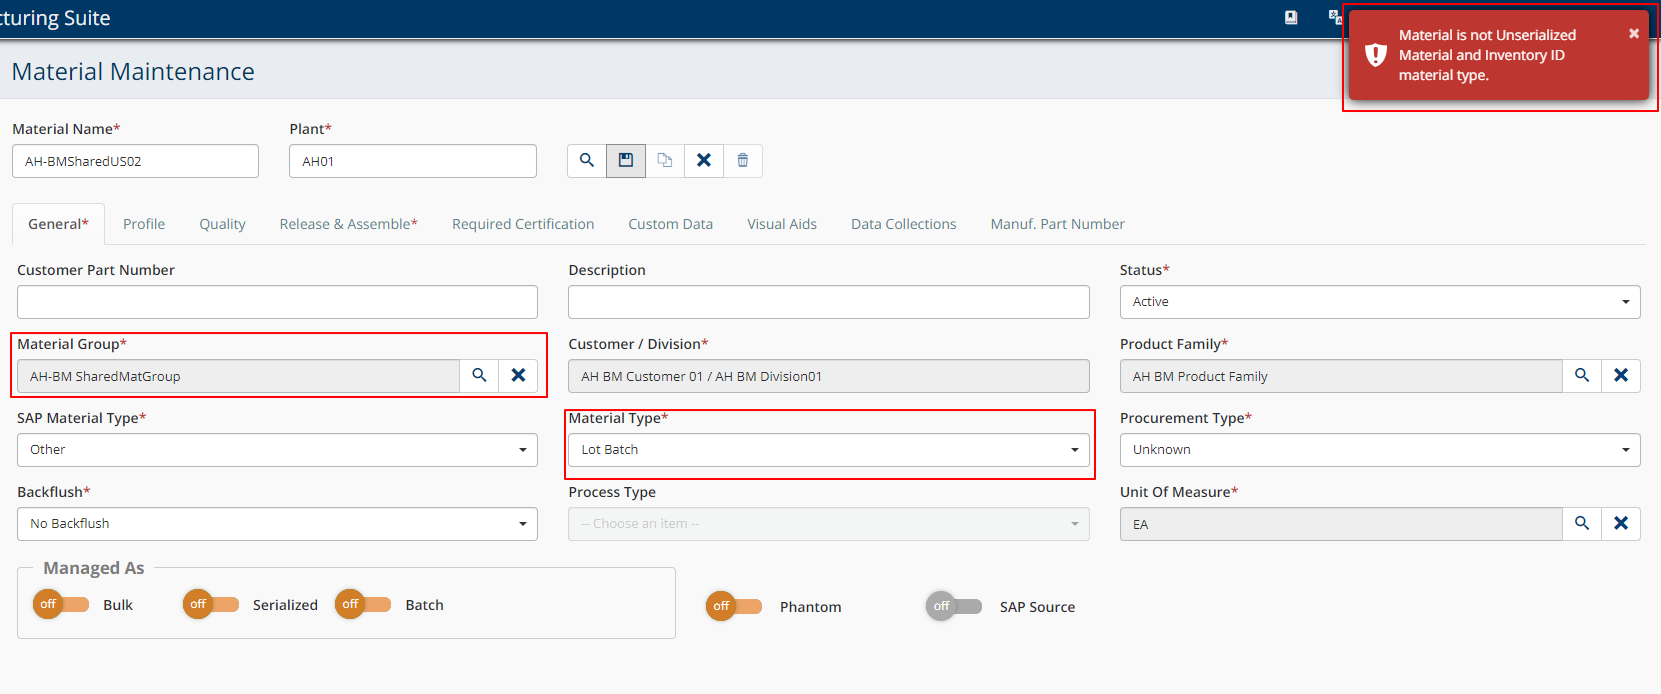 cturing Suite
Material is not Unserialized
Material and Inventory ID
material type.
Material Maintenance
Material Name* Plant*
AH-BMSharedUS02 AH01
General* Profile Quality Release & Assemble* Required Certification Custom Data Visual Aids Data Collections Manuf. Part Number
Customer Part Number Description Status*
Active
Material Group* Customer / Division* Product Family*
AH-BM SharedMatGroup AH BM Customer 01 / AH BM Division01 AH BM Product Family
SAP Material Type* Material Type* Procurement Type*
Other Lot Batch Unknown
Backflush* Process Type Unit Of Measure*
No Backflush -- Choose an item -- EA
Managed As
off Bulk off Serialized off Batch off Phantom off SAP Source